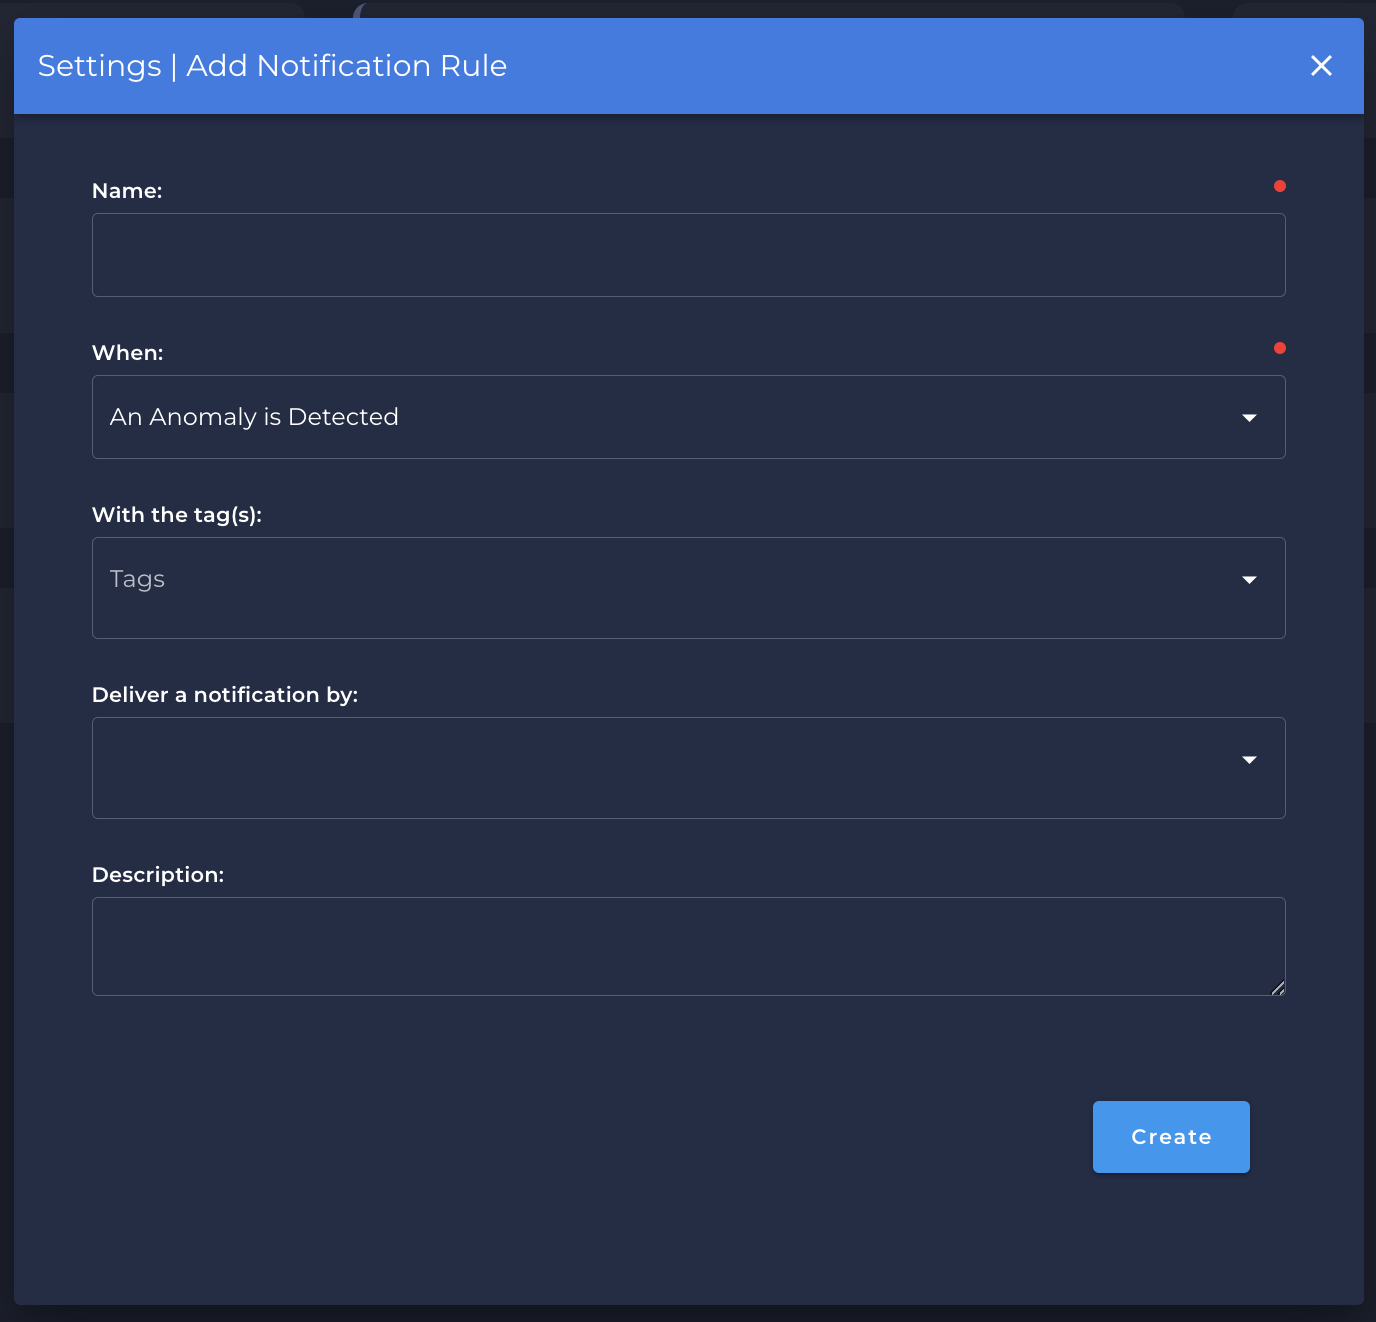 Settings | Add Notification Rule
Name:
When:
An Anomaly is Detected
With the tag(s):
Tags
Deliver a notification by:
Description:
Create